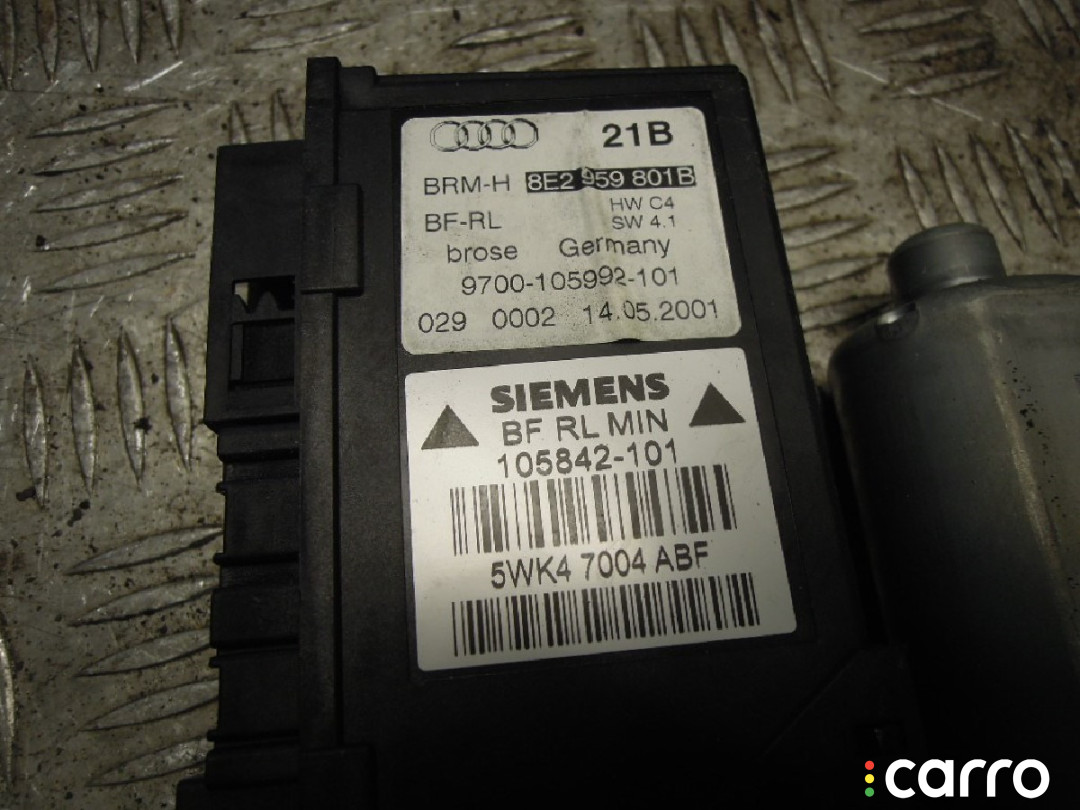 21B
BRM-H 8E2 959 801B
BF-RL HW C4
SW 4.1
brose Germany
9700-105992-101
029 0002 14.05.2001
SIEMENS
BF RL MIN
105842-101
5WK4 7004 ABF
carro